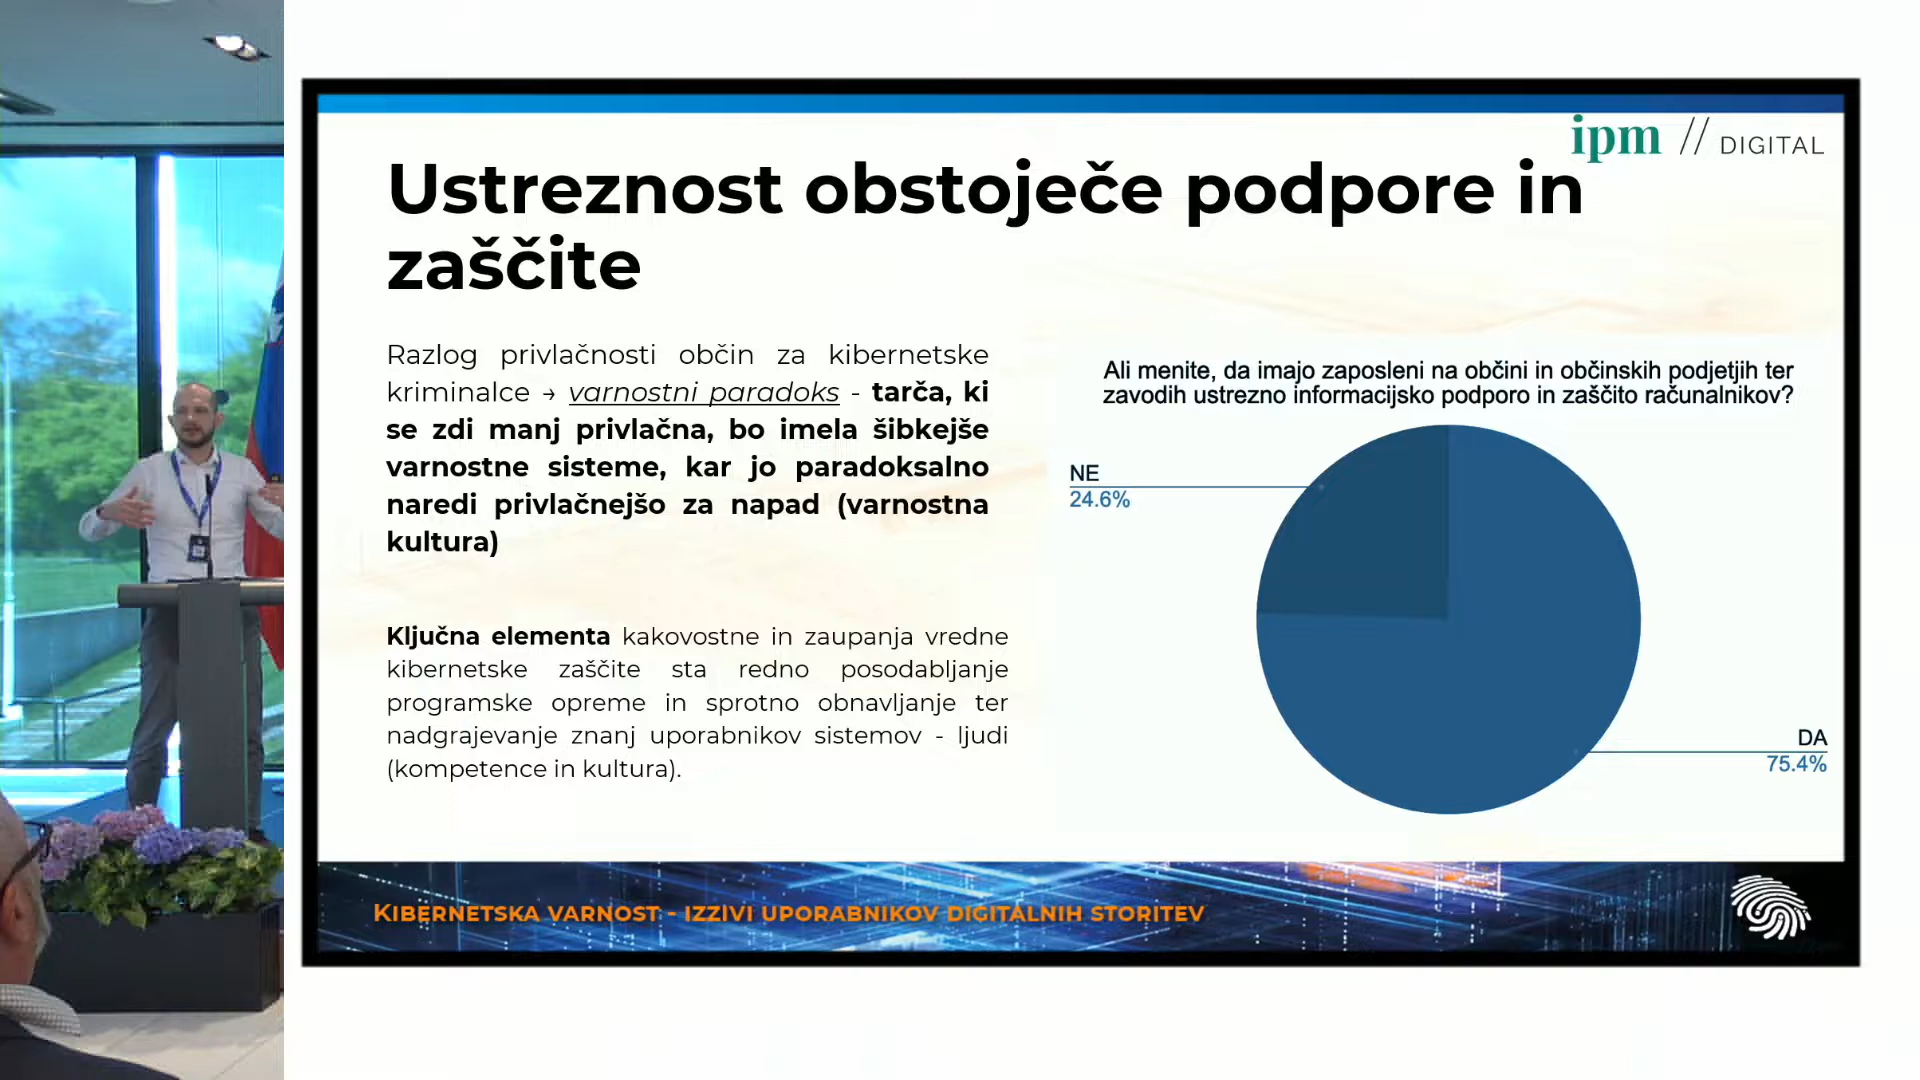 ipm // DIGITAL
Ustreznost obstoječe podpore in
zaščite
Razlog privlačnosti občin za kibernetske
kriminalce → varnostni paradoks - tarča, ki
se zdi manj privlačna, bo imela šibkejše
varnostne sisteme, kar jo paradoksalno
naredi privlačnejšo za napad (varnostna
kultura)
Ključna elementa kakovostne in zaupanja vredne
kibernetske zaščite sta redno posodabljanje
programske opreme in sprotno obnavljanje ter
nadgrajevanje znanj uporabnikov sistemov - ljudi
(kompetence in kultura).
Ali menite, da imajo zaposleni na občini in občinskih podjetjih ter
zavodih ustrezno informacijsko podporo in zaščito računalnikov?
NE
24.6%
DA
75.4%
KIBERNETSKA VARNOST - IZZIVI UPORABNIKOV DIGITALNIH STORITEV